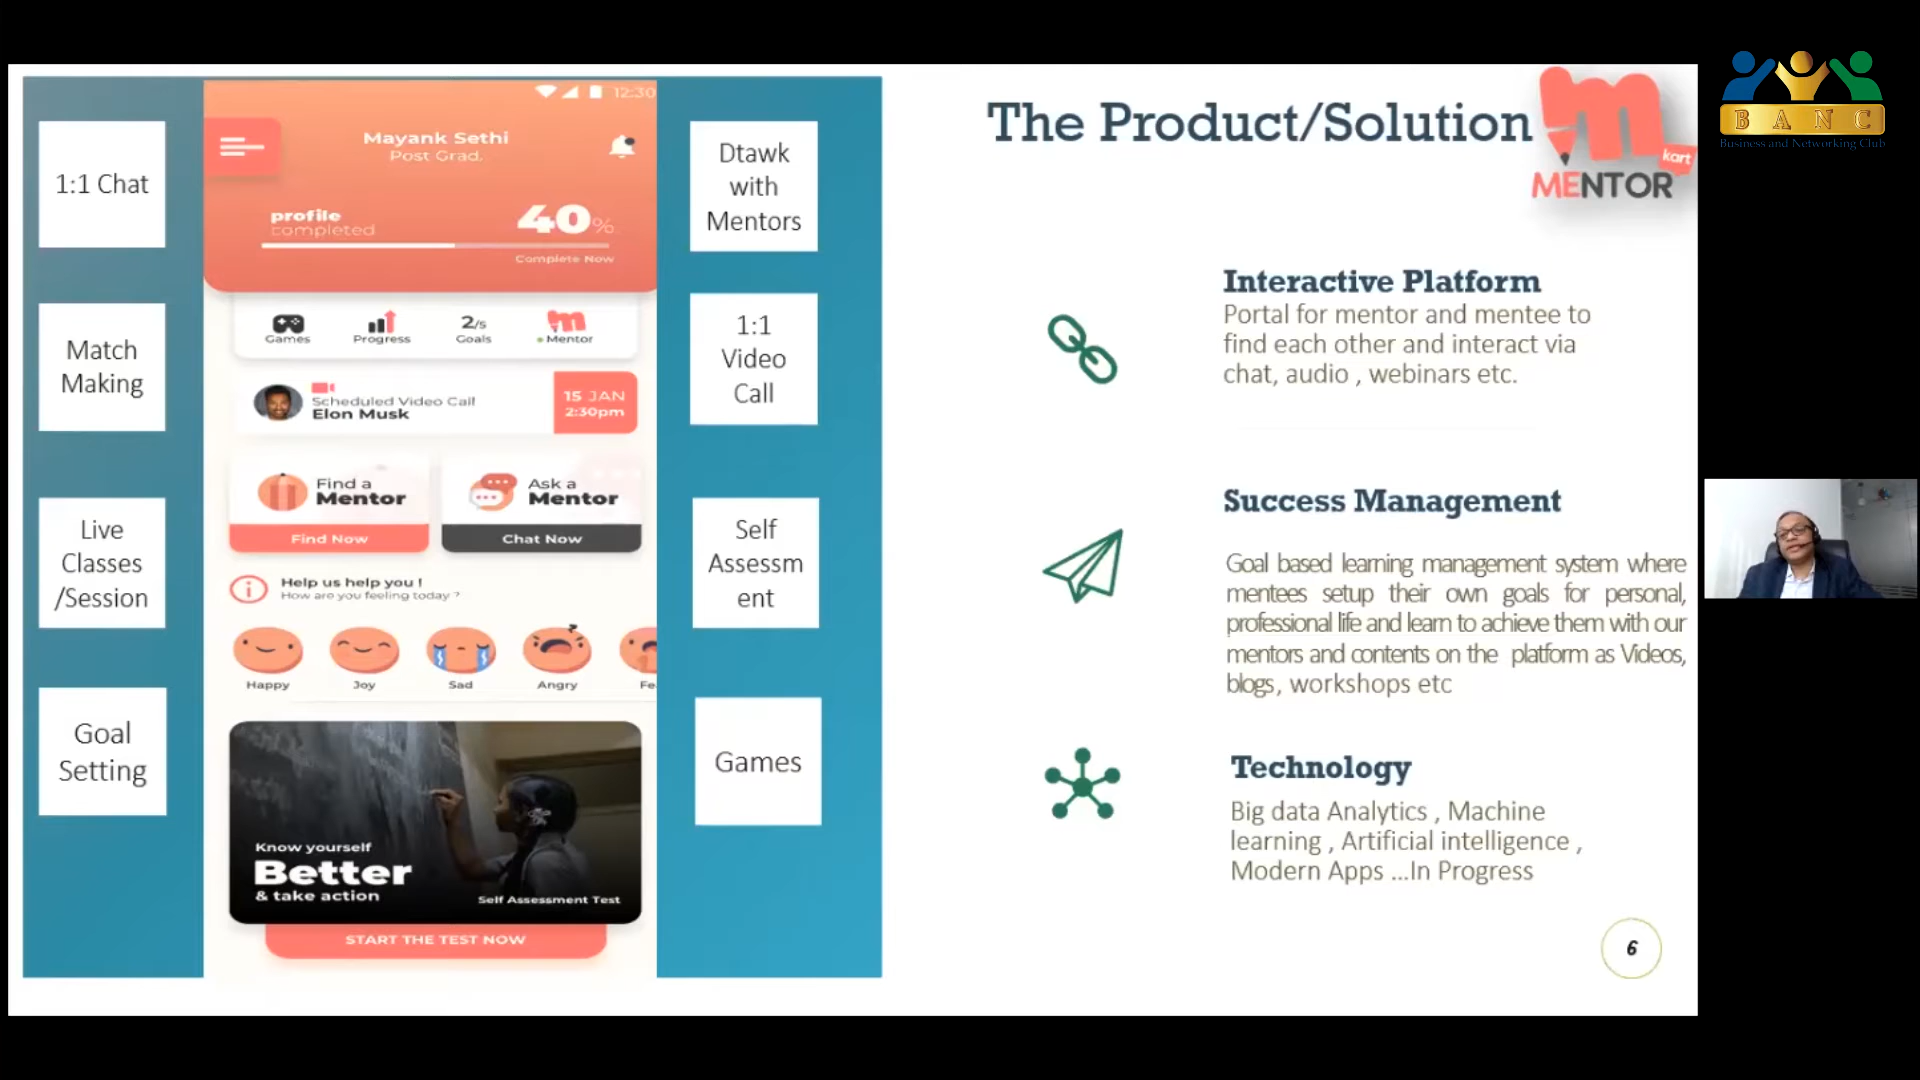 1:1 Chat
Match
Making
Live
Classes
/Session
Goal
Setting
12:30
Mayank Sethi
Post Grad.
profile
completed
40%
Complete Now
Games
Progress
2/5
Goals
Mentor
Scheduled Video Call
Elon Musk
15 JAN
2:30pm
Find a
Mentor
Find Now
Ask a
Mentor
Chat Now
Help us help you !
How are you feeling today ?
Happy
Joy
Sad
Angry
Fe
Know yourself
Better
& take action
Self Assessment Test
START THE TEST NOW
Dtawk
with
Mentors
1:1
Video
Call
Self
Assessm
ent
Games
The Product/Solution
m
kart
MENTOR
Interactive Platform
Portal for mentor and mentee to
find each other and interact via
chat, audio , webinars etc.
Success Management
Goal based learning management system where
mentees setup their own goals for personal,
professional life and learn to achieve them with our
mentors and contents on the platform as Videos,
blogs, workshops etc
Technology
Big data Analytics , Machine
learning , Artificial intelligence ,
Modern Apps ...In Progress
6
BANC
Business and Networking Club